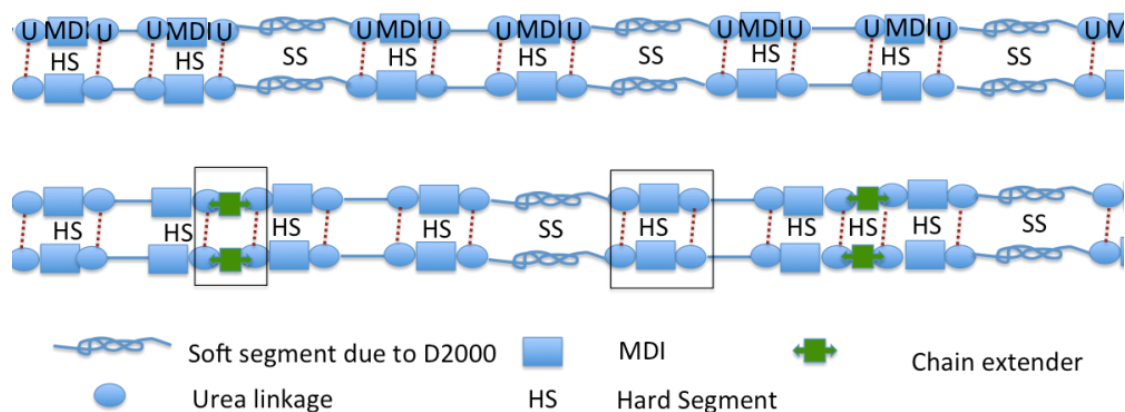 U MDI U U MDI U U MDI U U MDI U U MDI U U MDI U U M
HS HS SS HS HS SS HS HS SS
HS HS HS HS SS HS HS HS HS SS
Soft segment due to D2000 MDI Chain extender
Urea linkage HS Hard Segment